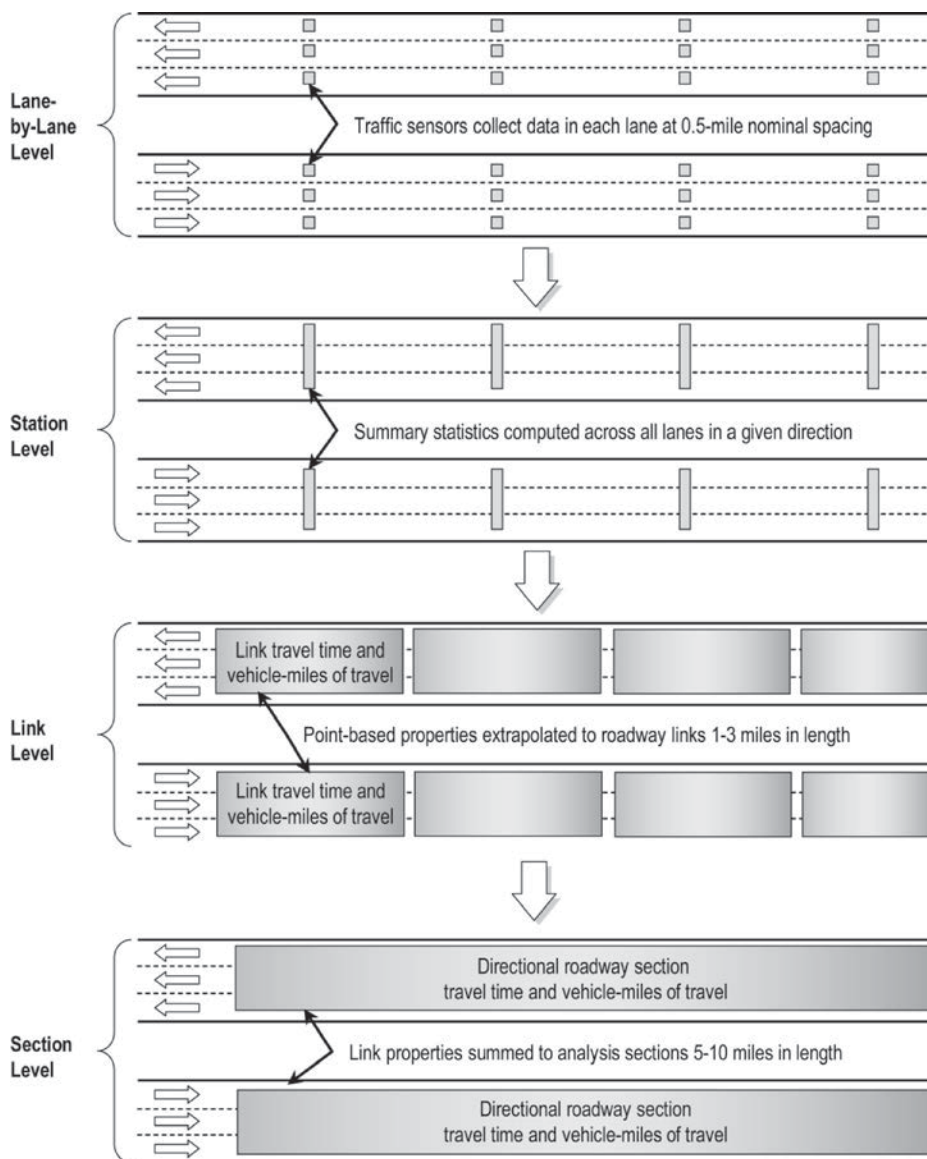 Lane-
by-Lane
Level
Traffic sensors collect data in each lane at 0.5-mile nominal spacing
Station
Level
Summary statistics computed across all lanes in a given direction
Link
Level
Link travel time and
vehicle-miles of travel
Point-based properties extrapolated to roadway links 1-3 miles in length
Link travel time and
vehicle-miles of travel
Section
Level
Directional roadway section
travel time and vehicle-miles of travel
Link properties summed to analysis sections 5-10 miles in length
Directional roadway section
travel time and vehicle-miles of travel